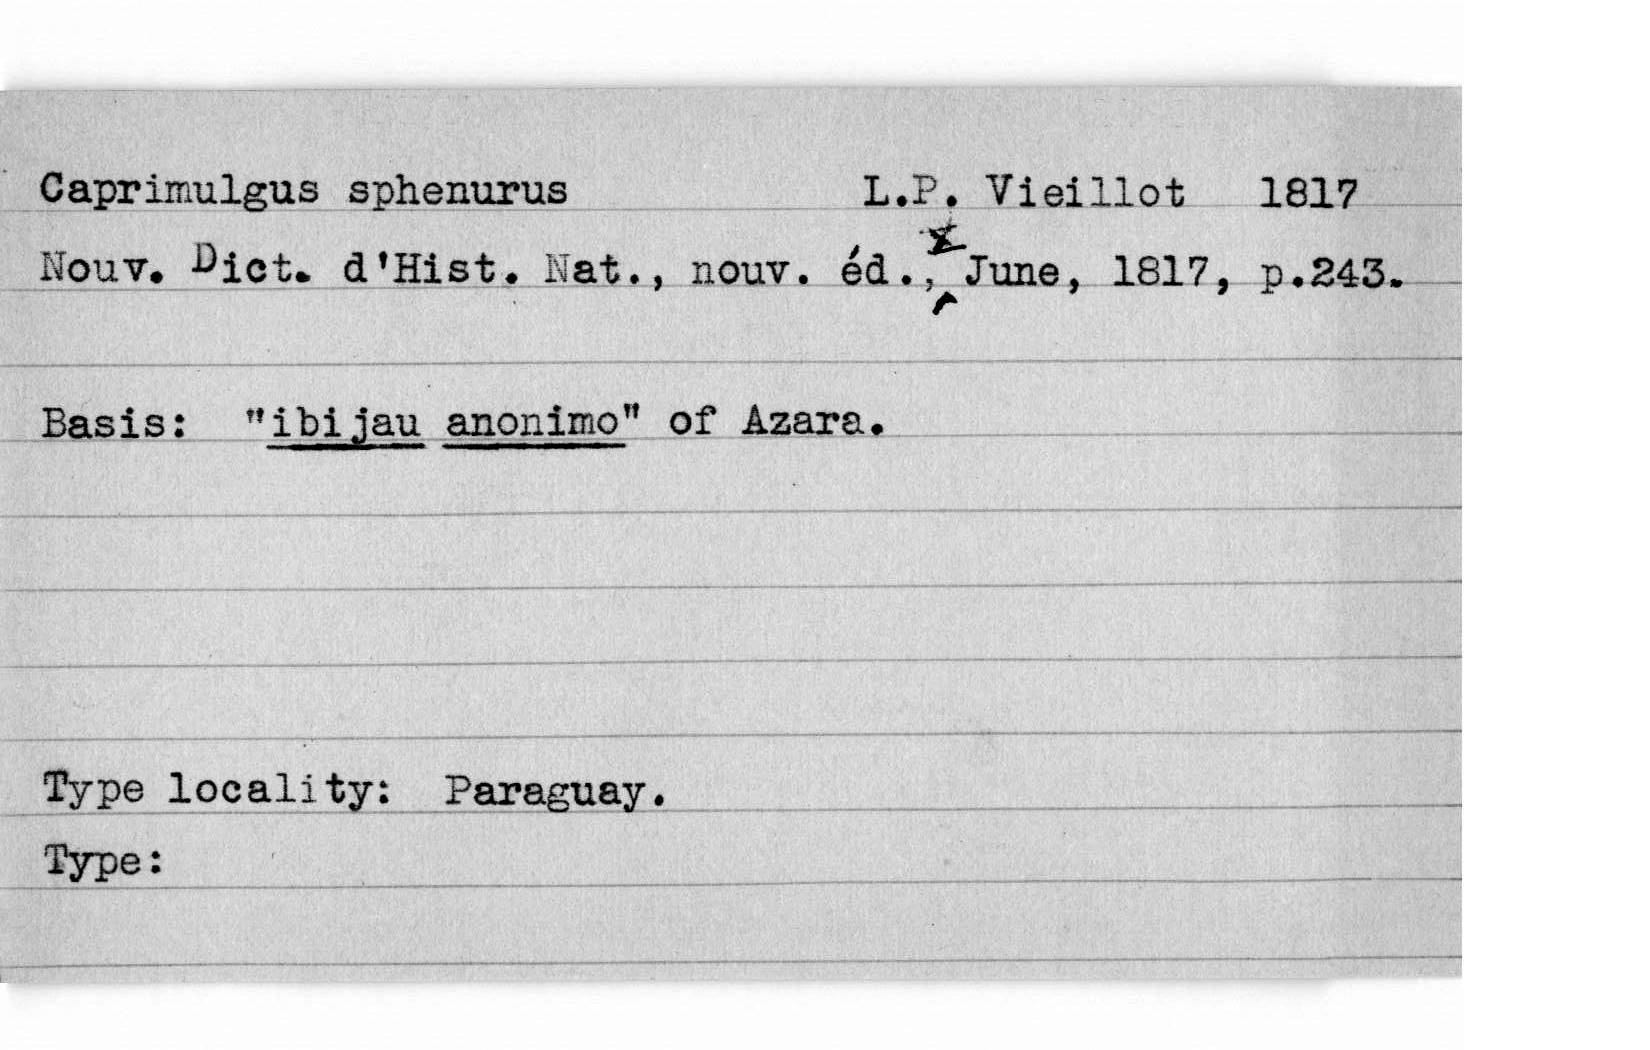 Caprimulgus sphenurus L.P. Vieillot 1817
Nouv. Dict. d'Hist. Nat., nouv. éd., June, 1817, p.243.
Basis: "ibijau anonimo" of Azara.
Type locality: Paraguay.
Type: